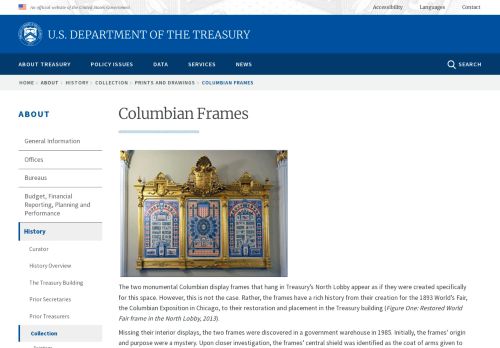 An official website of the United States Government
Accessibility Languages Contact
U.S. DEPARTMENT OF THE TREASURY
ABOUT TREASURY POLICY ISSUES DATA SERVICES NEWS SEARCH
HOME > ABOUT > HISTORY > COLLECTION > PRINTS AND DRAWINGS > COLUMBIAN FRAMES
ABOUT
General Information
Offices
Bureaus
Budget, Financial
Reporting, Planning and
Performance
History
Curator
History Overview
The Treasury Building
Prior Secretaries
Prior Treasurers
Collection
Columbian Frames
The two monumental Columbian display frames that hang in Treasury's North Lobby appear as if they were created specifically
for this space. However, this is not the case. Rather, the frames have a rich history from their creation for the 1893 World's Fair,
the Columbian Exposition in Chicago, to their restoration and placement in the Treasury building (Figure One: Restored World
Fair frame in the North Lobby, 2013).
Missing their interior displays, the two frames were discovered in a government warehouse in 1985. Initially, the frames' origin
and purpose were a mystery. Upon closer investigation, the frames' central shield was identified as the coat of arms given to